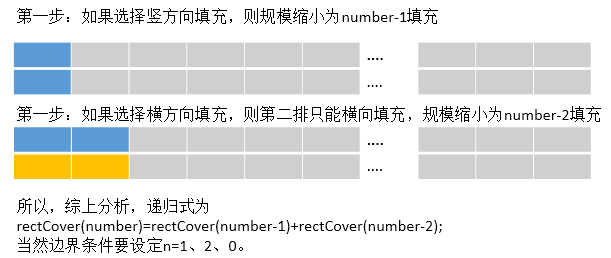 第一步：如果选择竖方向填充，则规模缩小为number-1填充
....
....
第一步：如果选择横方向填充，则第二排只能横向填充，规模缩小为number-2填充
....
....
所以，综上分析，递归式为
rectCover(number)=rectCover(number-1)+rectCover(number-2);
当然边界条件要设定n=1、2、0。